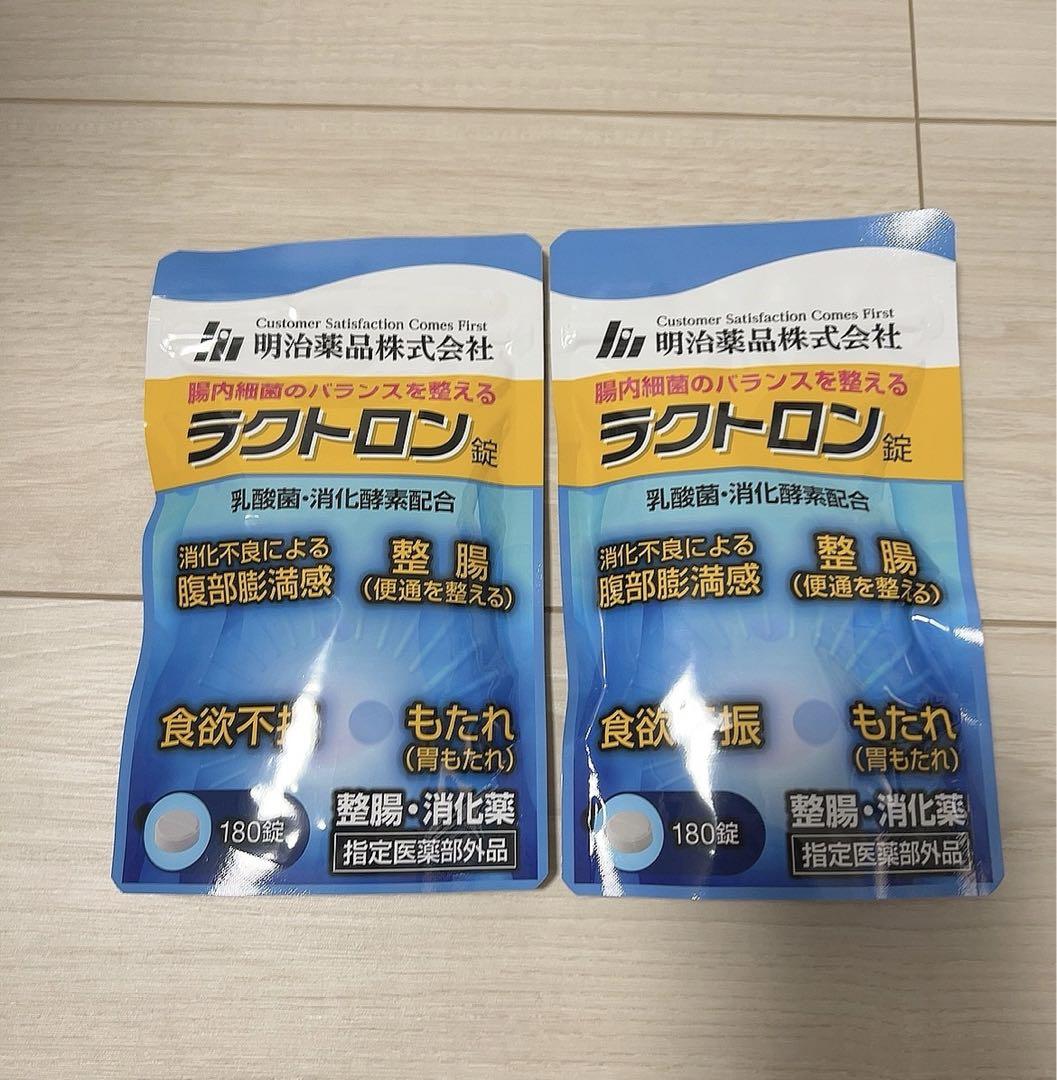 Customer Satisfaction Comes First
明治薬品株式会社
腸内細菌のバランスを整える
ラクトロン錠
乳酸菌・消化酵素配合
消化不良による
腹部膨満感
整腸
(便通を整える)
食欲不振
もたれ
(胃もたれ)
180錠
整腸・消化薬
指定医薬部外品
Customer Satisfaction Comes First
明治薬品株式会社
腸内細菌のバランスを整える
ラクトロン錠
乳酸菌・消化酵素配合
消化不良による
腹部膨満感
整腸
(便通を整える)
食欲不振
もたれ
(胃もたれ)
180錠
整腸・消化薬
指定医薬部外品